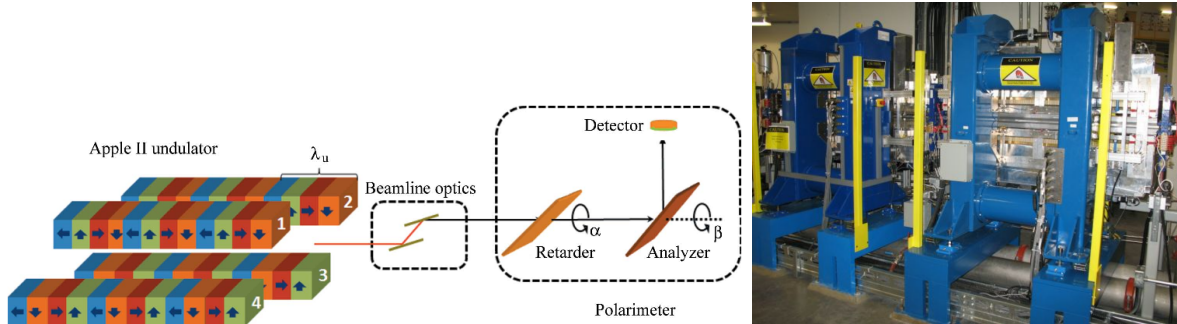 Apple II undulator
λu
Beamline optics
Detector
Retarder
α
Analyzer
β
Polarimeter
1
2
3
4
CAUTION
CAUTION